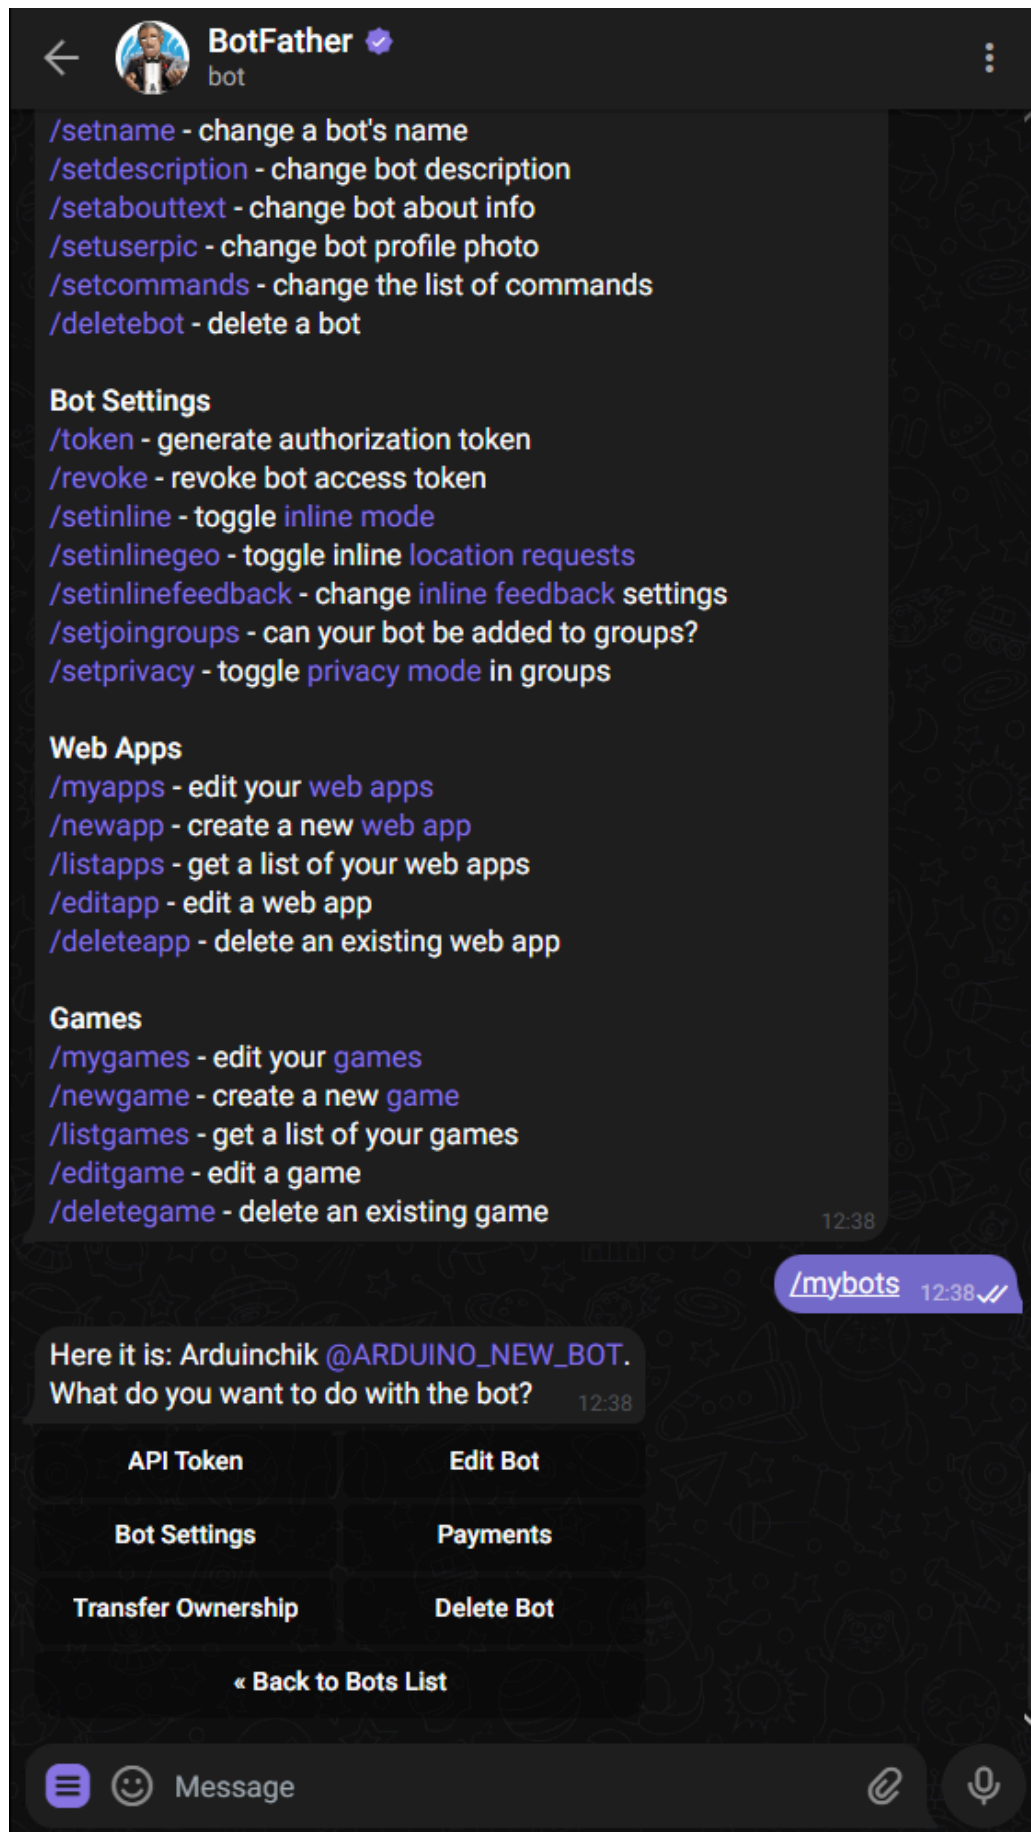 BotFather
bot
/setname - change a bot's name
/setdescription - change bot description
/setabouttext - change bot about info
/setuserpic - change bot profile photo
/setcommands - change the list of commands
/deletebot - delete a bot
Bot Settings
/token - generate authorization token
/revoke - revoke bot access token
/setinline - toggle inline mode
/setinlinegeo - toggle inline location requests
/setinlinefeedback - change inline feedback settings
/setjoingroups - can your bot be added to groups?
/setprivacy - toggle privacy mode in groups
Web Apps
/myapps - edit your web apps
/newapp - create a new web app
/listapps - get a list of your web apps
/editapp - edit a web app
/deleteapp - delete an existing web app
Games
/mygames - edit your games
/newgame - create a new game
/listgames - get a list of your games
/editgame - edit a game
/deletegame - delete an existing game
12:38
/mybots 12:38
Here it is: Arduinchik @ARDUINO_NEW_BOT.
What do you want to do with the bot? 12:38
API Token Edit Bot
Bot Settings Payments
Transfer Ownership Delete Bot
« Back to Bots List
Message